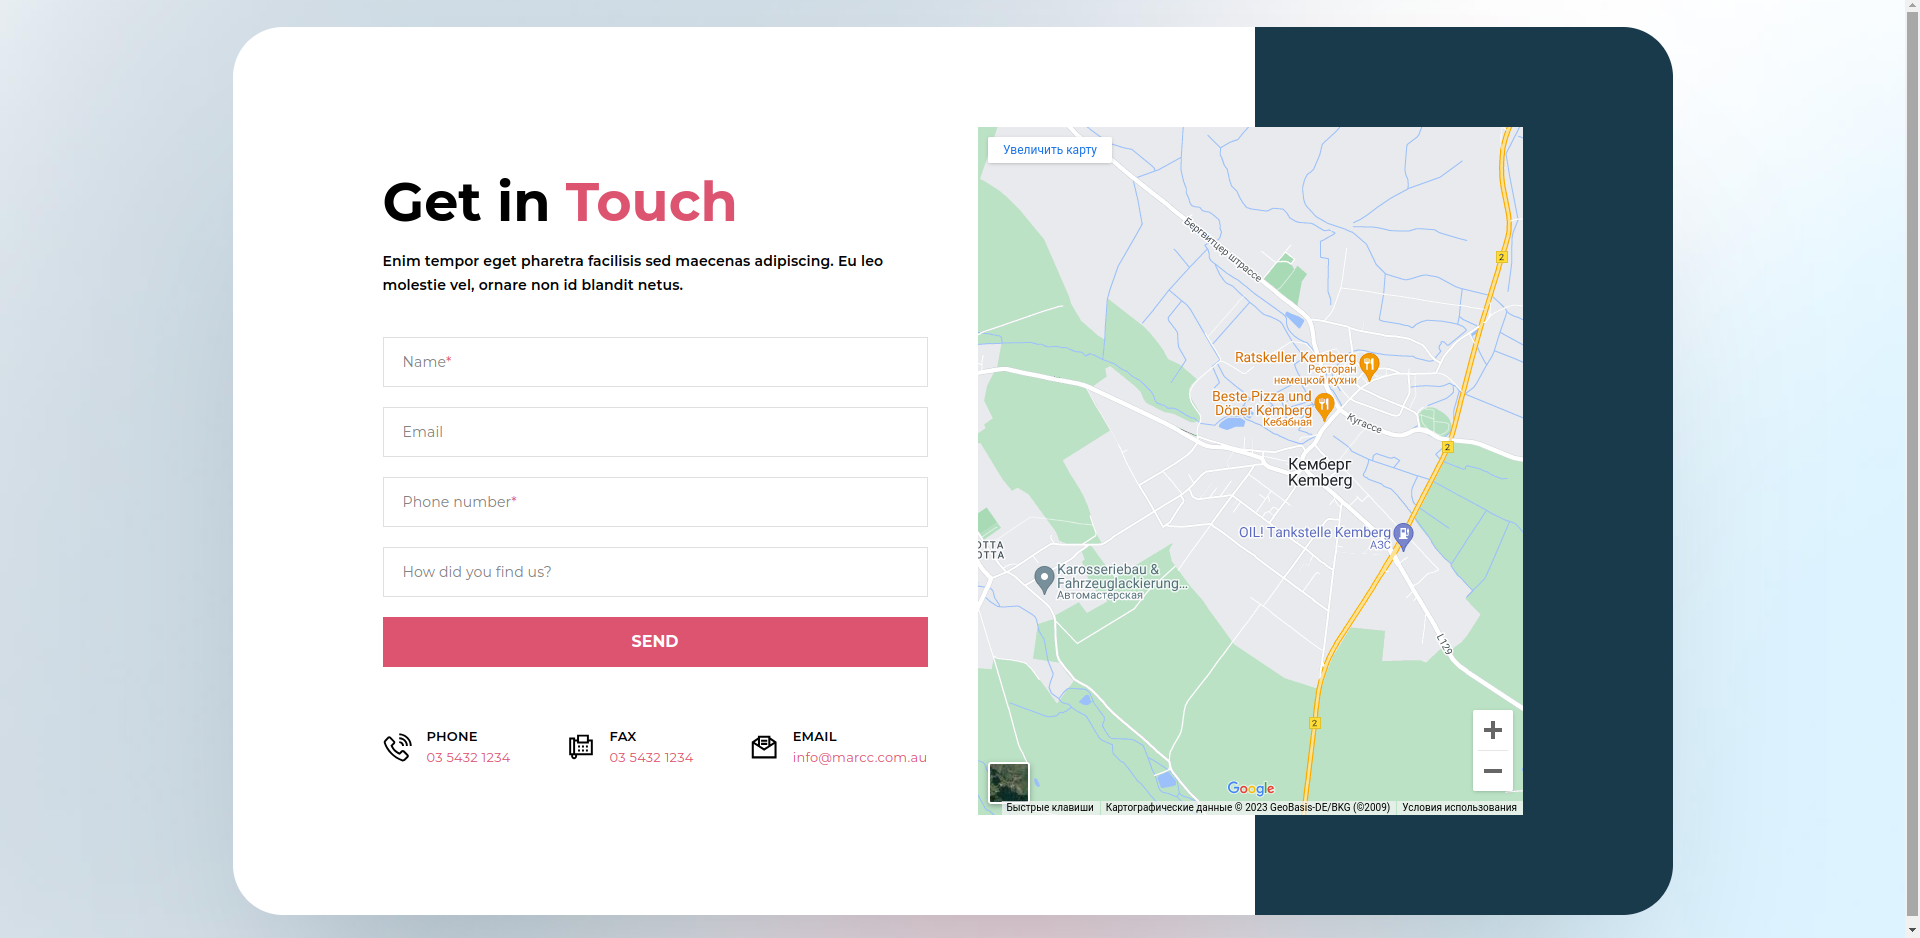 Get in Touch
Enim tempor eget pharetra facilisis sed maecenas adipiscing. Eu leo
molestie vel, ornare non id blandit netus.
Name*
Email
Phone number*
How did you find us?
SEND
PHONE
03 5432 1234
FAX
03 5432 1234
EMAIL
info@marcc.com.au
Увеличить карту
Бергвитцер штрассе
2
Ratskeller Kemberg
Ресторан
немецкой кухни
Beste Pizza und
Döner Kemberg
Кебабная
Кугассе
2
Кемберг
Kemberg
OIL! Tankstelle Kemberg
АЗС
ОТТА
OTTA
Karosseriebau &
Fahrzeuglackierung...
Автомастерская
L129
2
Google
Быстрые клавиши
Картографические данные © 2023 GeoBasis-DE/BKG (©2009)
Условия использования